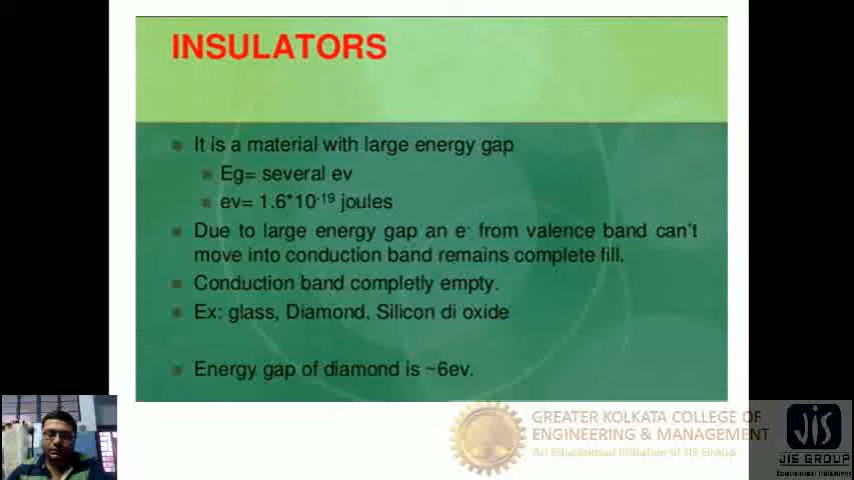 INSULATORS
It is a material with large energy gap
Eg= several ev
ev= 1.6*10-19 joules
Due to large energy gap an e- from valence band can't
move into conduction band remains complete fill.
Conduction band completly empty.
Ex: glass, Diamond, Silicon di oxide
Energy gap of diamond is ~6ev.
GREATER KOLKATA COLLEGE OF
ENGINEERING & MANAGEMENT
An Educational Initiative of JIS Group
JIS
JIS GROUP
Educational Initiatives